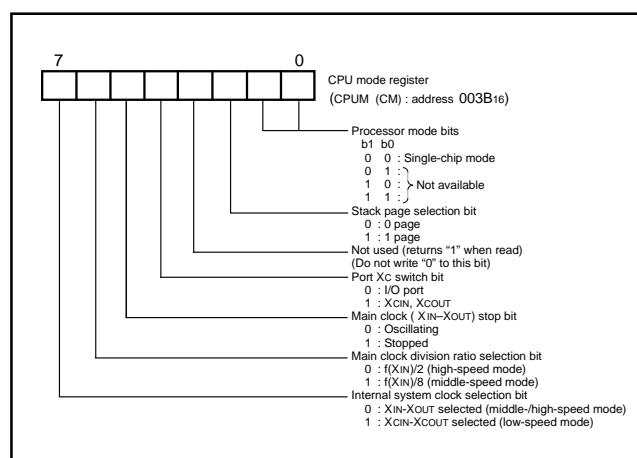 7 0
CPU mode register
(CPUM (CM) : address 003B16)
Processor mode bits
b1 b0
0 0 : Single-chip mode
0 1 :
1 0 : Not available
1 1 :
Stack page selection bit
0 : 0 page
1 : 1 page
Not used (returns “1” when read)
(Do not write “0” to this bit)
Port XC switch bit
0 : I/O port
1 : XCIN, XCOUT
Main clock ( XIN–XOUT) stop bit
0 : Oscillating
1 : Stopped
Main clock division ratio selection bit
0 : f(XIN)/2 (high-speed mode)
1 : f(XIN)/8 (middle-speed mode)
Internal system clock selection bit
0 : XIN-XOUT selected (middle-/high-speed mode)
1 : XCIN-XCOUT selected (low-speed mode)